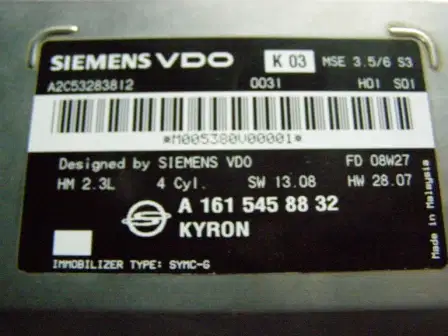 SIEMENS VDO K 03 MSE 3.5/6 S3
A2C53283812 0031 H01 S01
*M005380V00001*
Designed by SIEMENS VDO FD 08W27
HM 2.3L 4 Cyl. SW 13.08 HW 28.07
A 161 545 88 32
KYRON
IMMOBILIZER TYPE: SYMC-G
Made in Malaysia